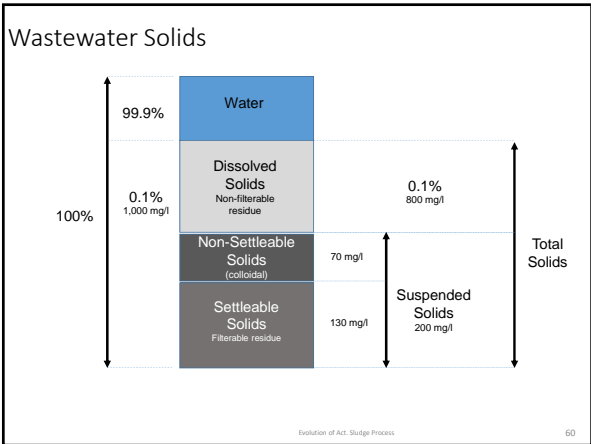 Wastewater Solids
Water
99.9%
Dissolved
Solids
Non-filterable
residue
0.1%
1,000 mg/l
0.1%
800 mg/l
100%
Non-Settleable
Solids
(colloidal)
70 mg/l
Total
Solids
Settleable
Solids
Filterable residue
130 mg/l
Suspended
Solids
200 mg/l
Evolution of Act. Sludge Process
60